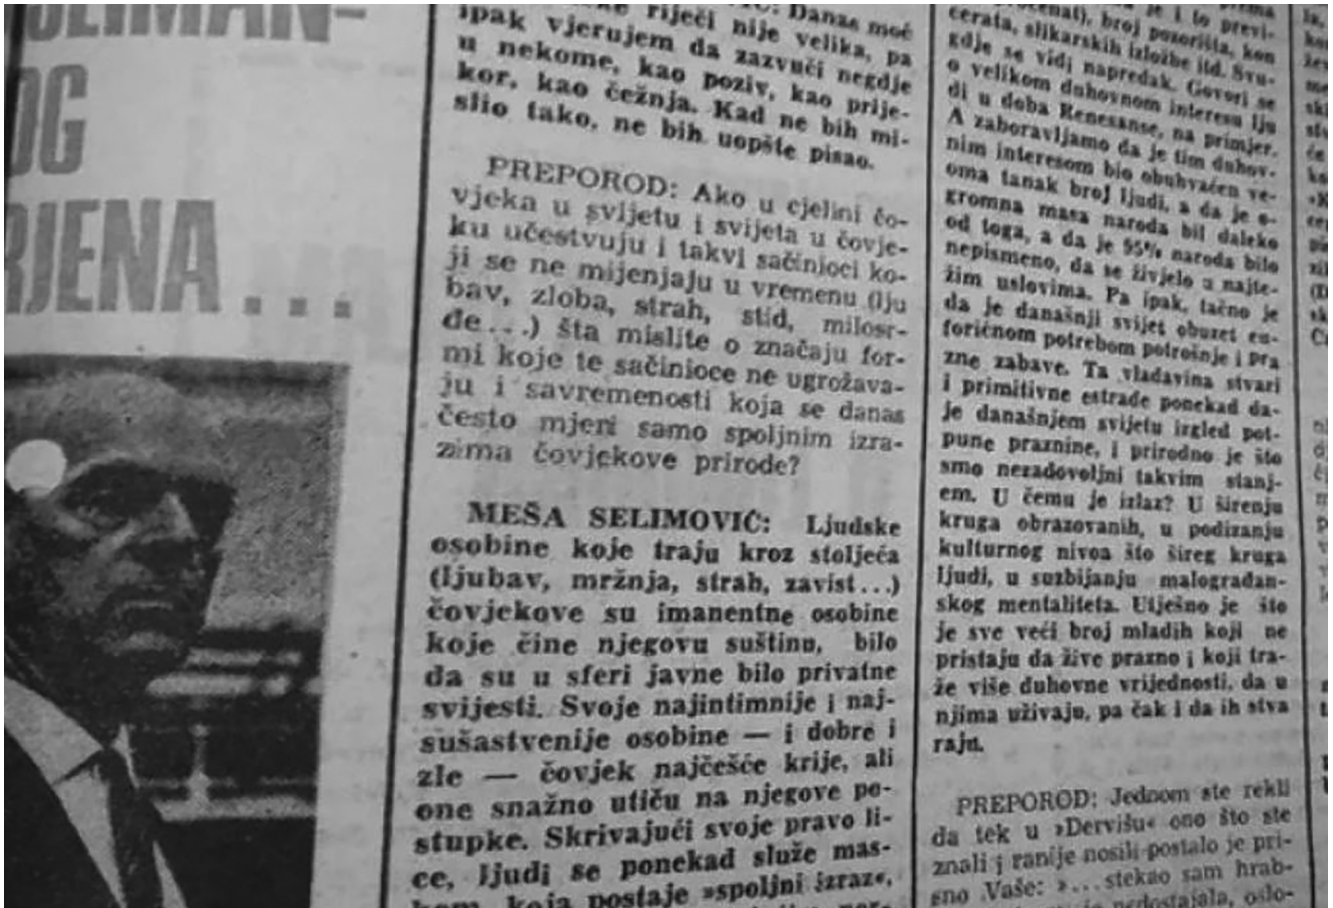 OG
RJENA...
Danas moć
riječi nije velika, pa
ipak vjerujem da zazvuči negdje
u nekome, kao poziv, kao prije-
kor, kao čežnja. Kad ne bih mi-
slio tako, ne bih uopšte pisao.
PREPOROD: Ako u cjelini čo-
vjeka u svijetu i svijeta u čovje-
ku učestvuju i takvi sačinioci ko-
ji se ne mijenjaju u vremenu (lju
bav, zloba, strah, stid, milosr-
đe...) šta mislite o značaju for-
mi koje te sačinioce ne ugrožava-
ju i savremenosti koja se danas
često mjeri samo spoljnim izra-
zima čovjekove prirode?
MEŠA SELIMOVIĆ: Ljudske
osobine koje traju kroz stoljeća
(ljubav, mržnja, strah, zavist...)
čovjekove su imanentne osobine
koje čine njegovu suštinu, bilo
da su u sferi javne bilo privatne
svijesti. Svoje najintimnije i naj-
sušastvenije osobine — i dobre i
zle — čovjek najčešće krije, ali
one snažno utiču na njegove po-
stupke. Skrivajući svoje pravo li-
ce, ljudi se ponekad služe mas-
kom, koja postaje »spoljni izraz«,
je i to previ-
broj pozorišta, kon
cerata, slikarskih izložbe itd. Svu-
gdje se vidi napredak. Govori se
o velikom duhovnom interesu lju
di u doba Renesanse, na primjer.
A zaboravljamo da je tim duhov-
nim interesom bio obuhvaćen ve-
oma tanak broj ljudi, a da je o-
gromna masa naroda bil daleko
od toga, a da je 95% naroda bilo
nepismeno, da se živjelo u najte-
žim uslovima. Pa ipak, tačno je
da je današnji svijet obuzet eu-
foričnom potrebom potrošnje i pra
zne zabave. Ta vladavina stvari
i primitivne estrade ponekad da-
je današnjem svijetu izgled pot-
pune praznine, i prirodno je što
smo nezadovoljni takvim stanj-
em. U čemu je izlaz? U širenju
kruga obrazovanih, u podizanju
kulturnog nivoa što šireg kruga
ljudi, u suzbijanju malograđan-
skog mentaliteta. Utješno je što
je sve veći broj mladih koji ne
pristaju da žive prazno i koji tra-
že više duhovne vrijednosti, da u
njima uživaju, pa čak i da ih stva
raju.
PREPOROD: Jednom ste rekli
da tek u »Dervišu« ono što ste
znali i ranije nosili postalo je pri-
sno Vaše: »...stekao sam hrab-
nedostajala, oslo-